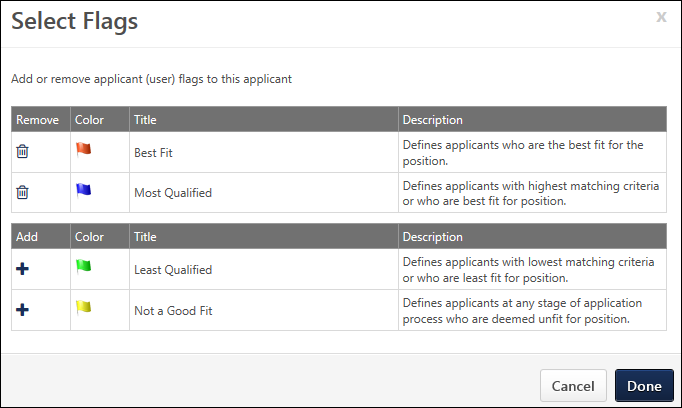 Select Flags
x
Add or remove applicant (user) flags to this applicant
Remove Color Title Description
Best Fit Defines applicants who are the best fit for the
position.
Most Qualified Defines applicants with highest matching criteria
or who are best fit for position.
Add Color Title Description
Least Qualified Defines applicants with lowest matching criteria
or who are least fit for position.
Not a Good Fit Defines applicants at any stage of application
process who are deemed unfit for position.
Cancel Done